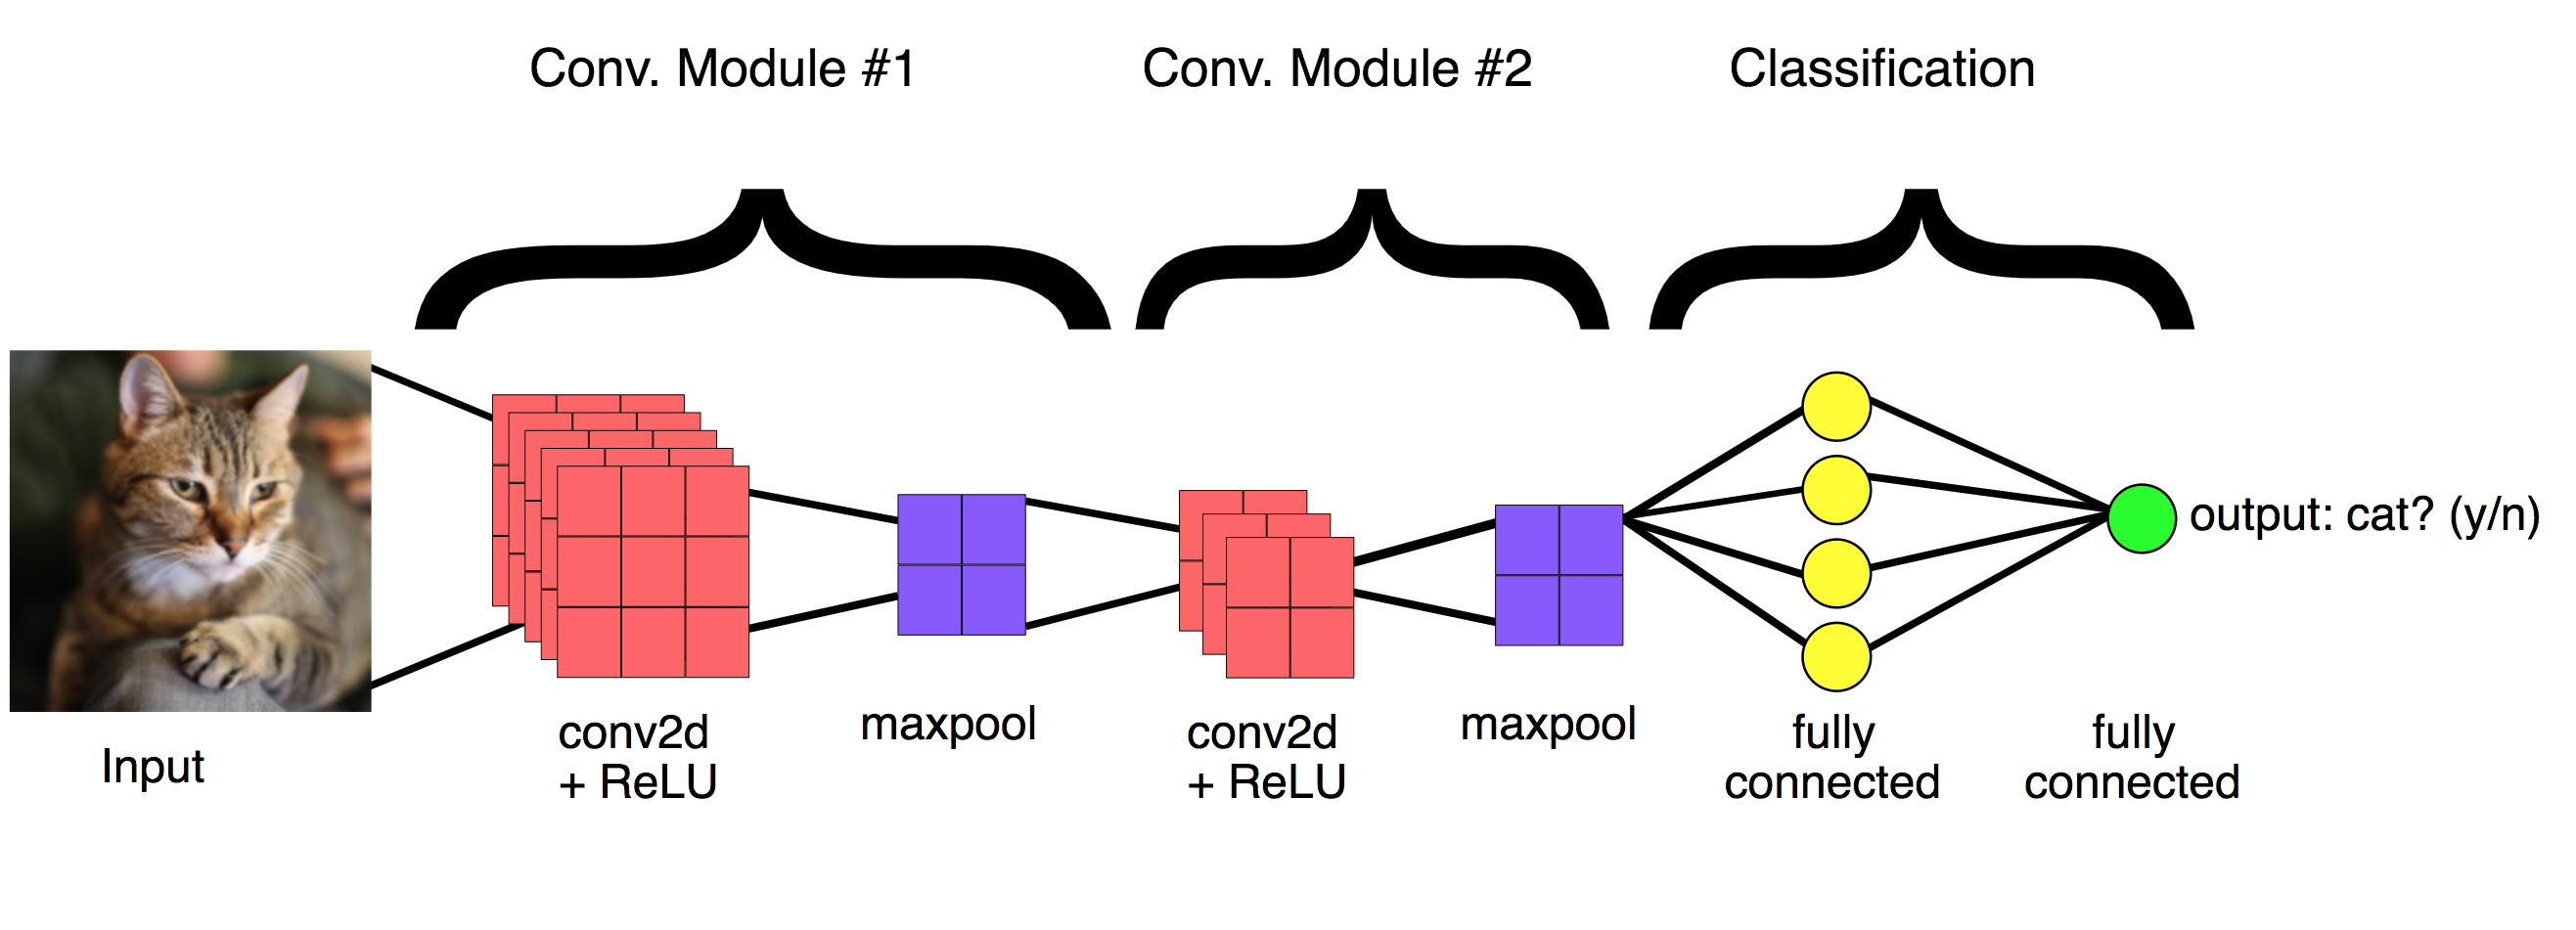 Conv. Module #1
Conv. Module #2
Classification
Input
conv2d
+ ReLU
maxpool
conv2d
+ ReLU
maxpool
fully
connected
fully
connected
output: cat? (y/n)